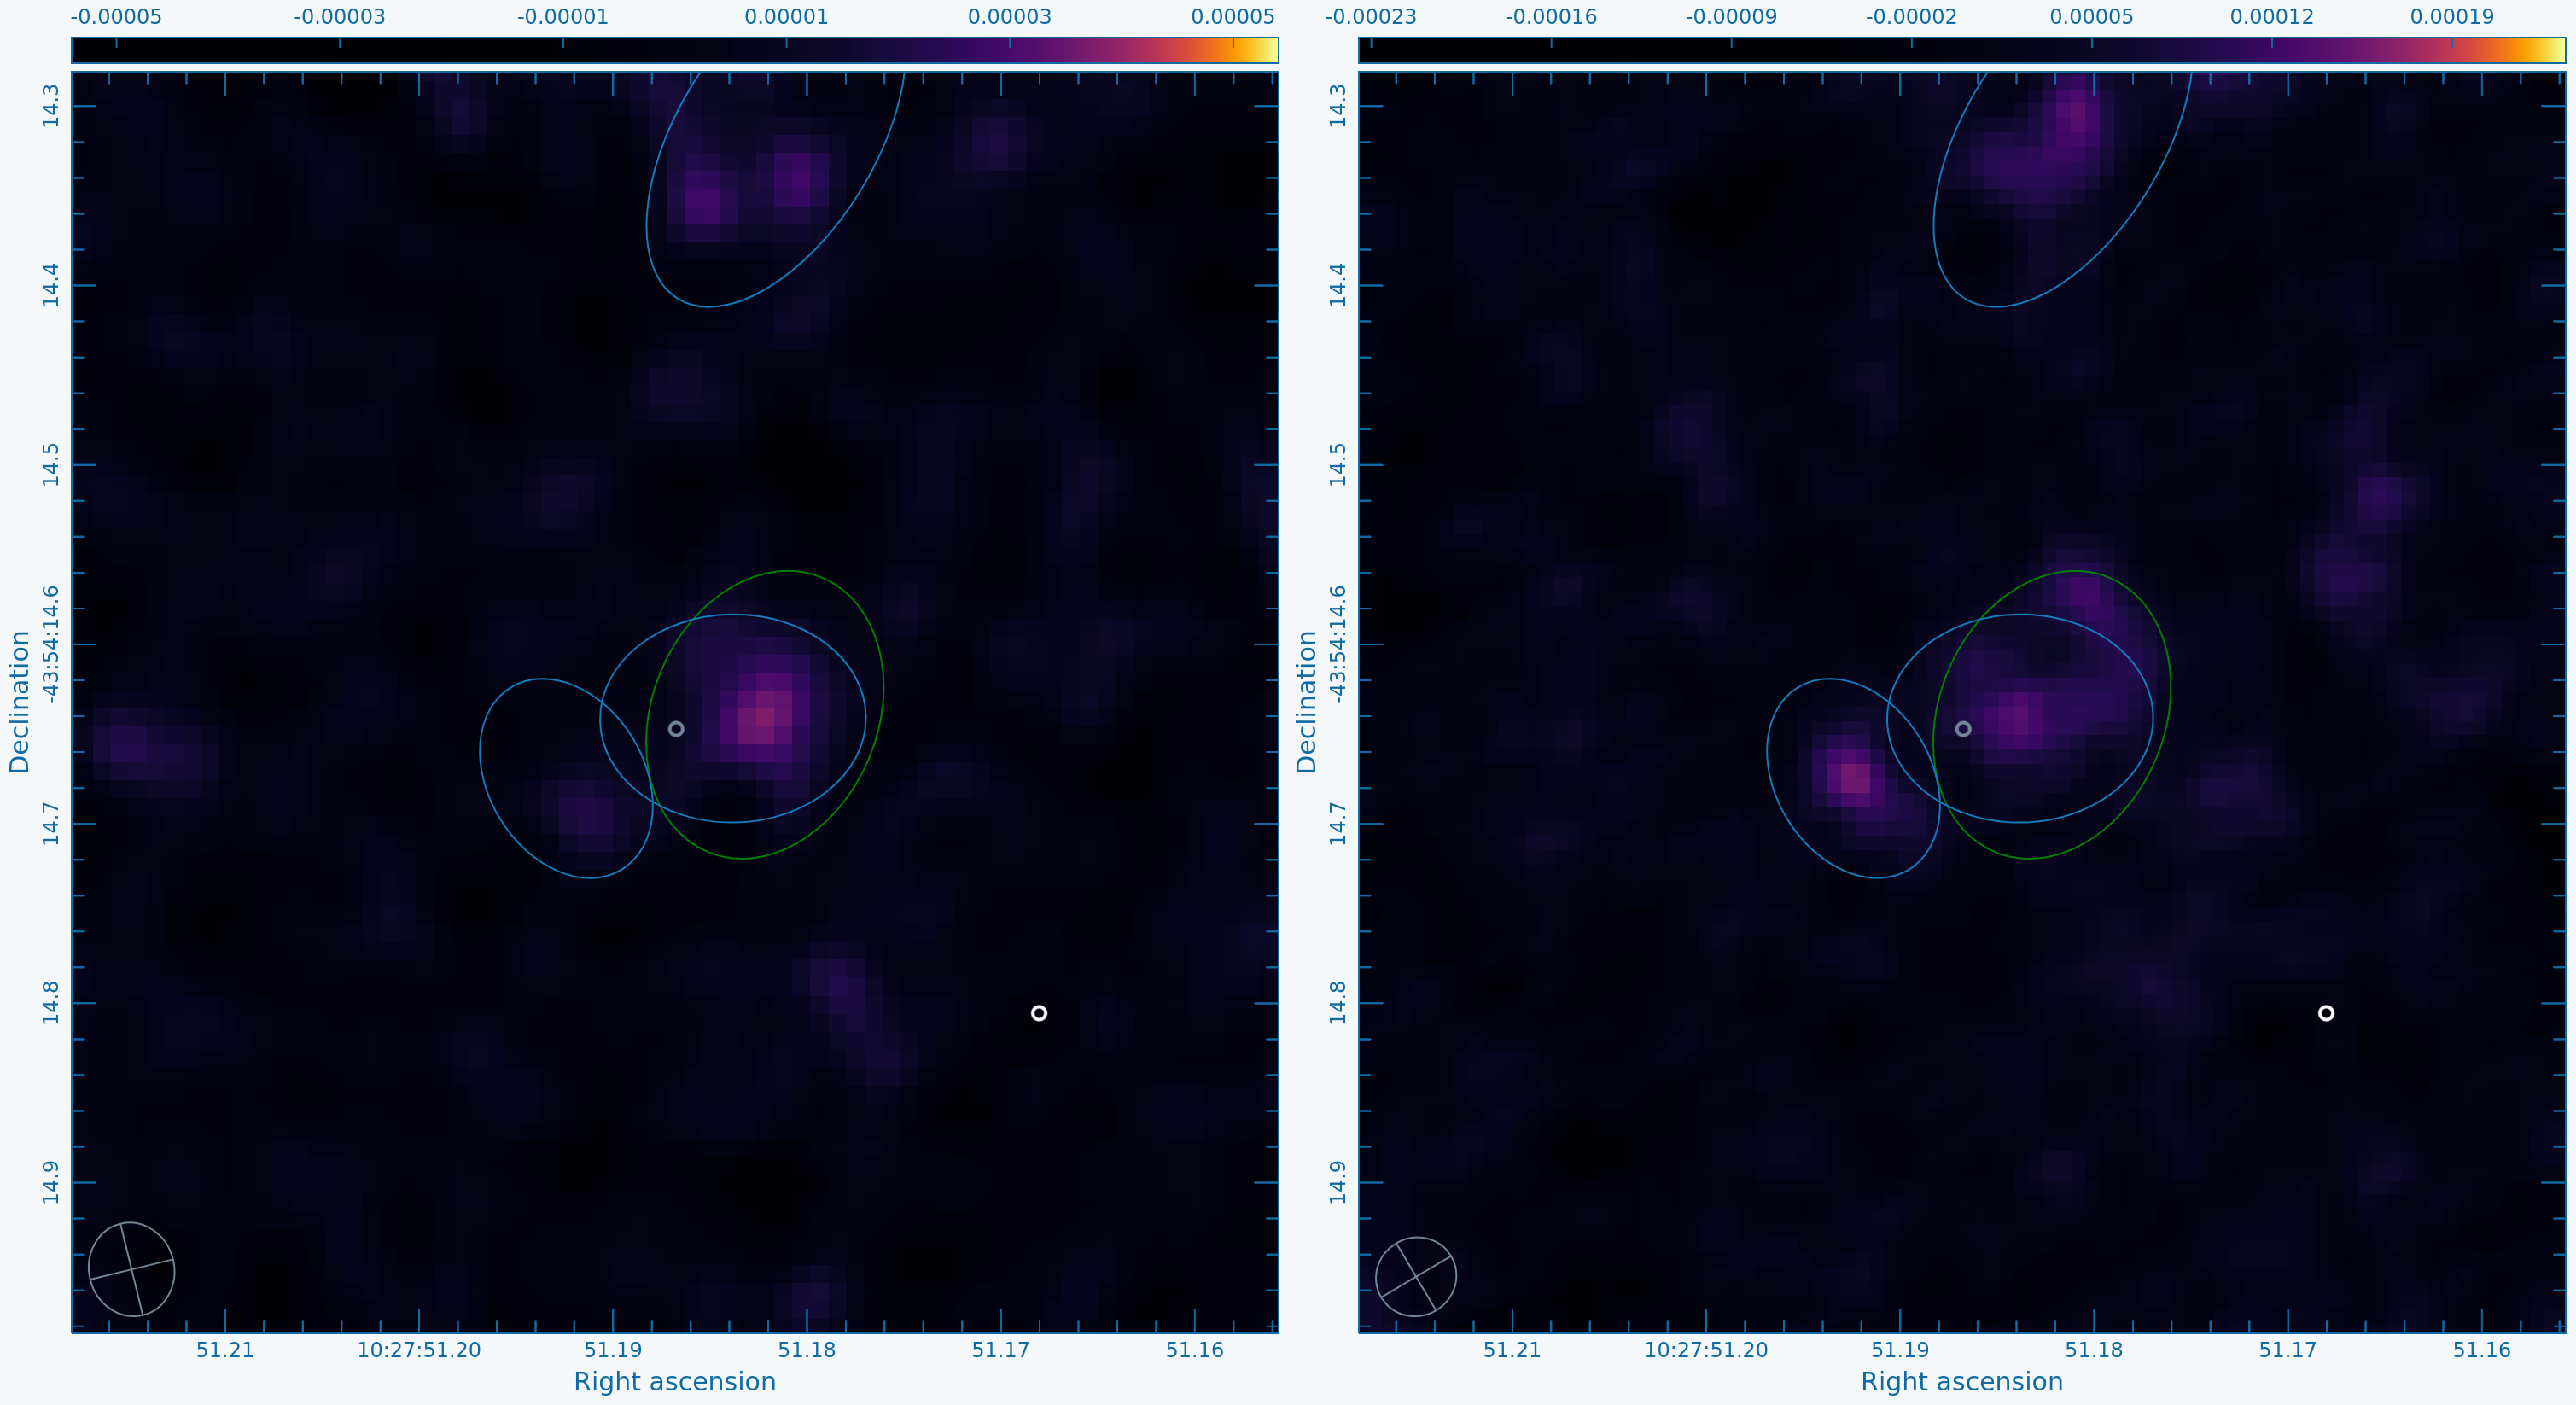 -0.00005 -0.00003 -0.00001 0.00001 0.00003 0.00005
14.3
14.4
14.5
-43:54:14.6
14.7
14.8
14.9
Declination
51.21 10:27:51.20 51.19 51.18 51.17 51.16
Right ascension
-0.00023 -0.00016 -0.00009 -0.00002 0.00005 0.00012 0.00019
14.3
14.4
14.5
-43:54:14.6
14.7
14.8
14.9
Declination
51.21 10:27:51.20 51.19 51.18 51.17 51.16
Right ascension